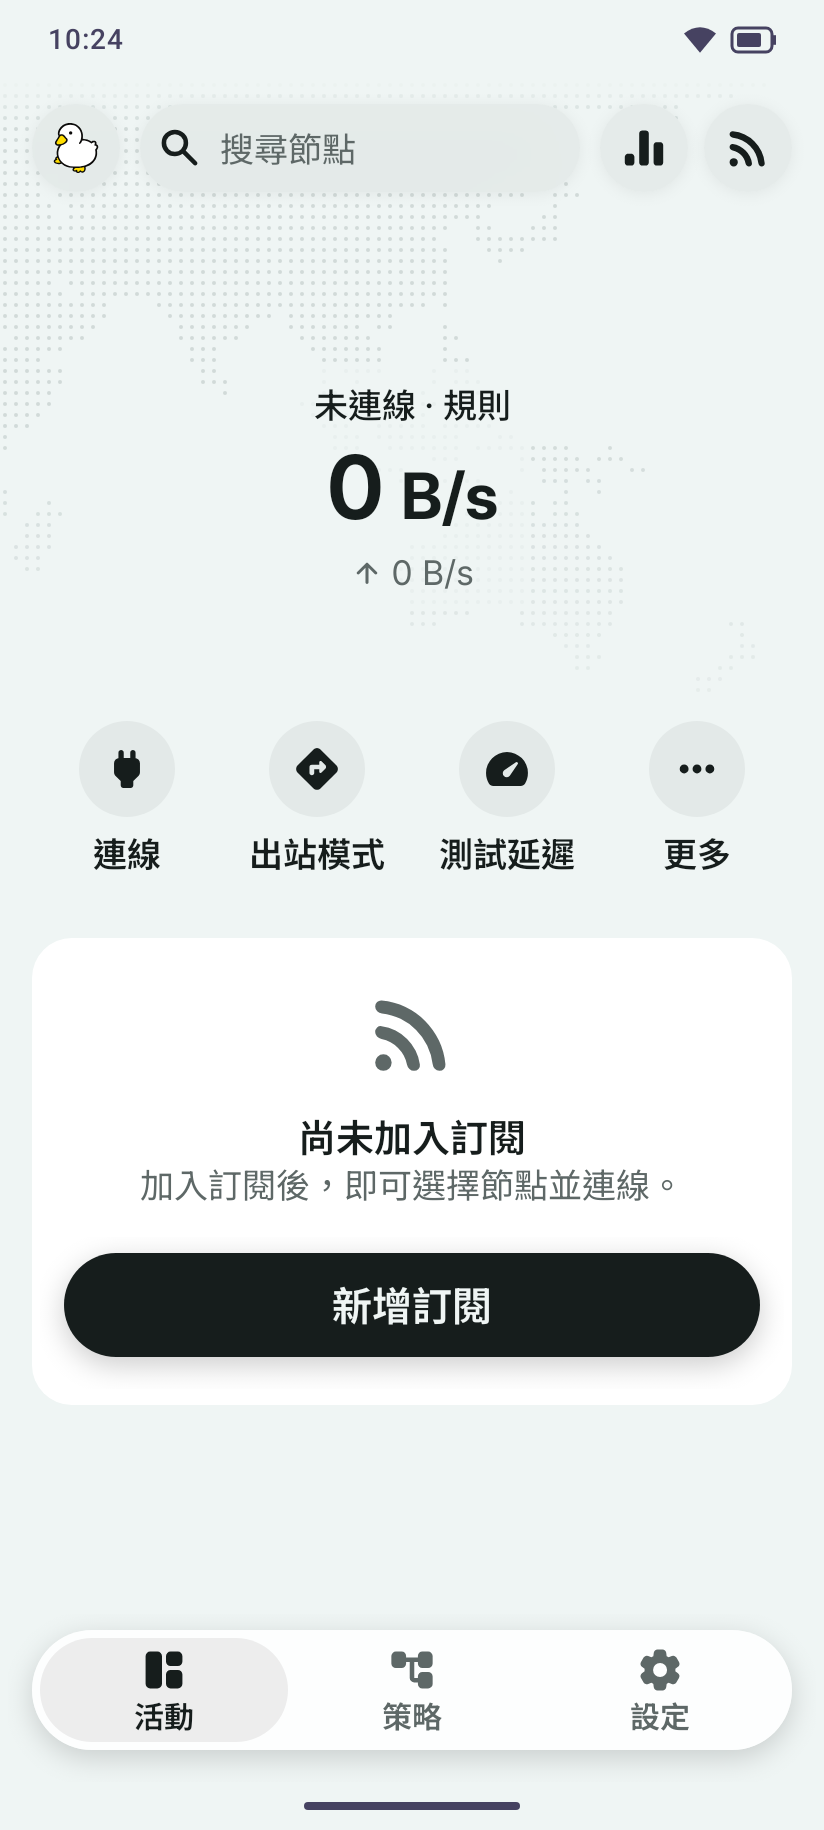 10:24
搜尋節點
未連線 · 規則
0 B/s
↑ 0 B/s
連線
出站模式
測試延遲
更多
尚未加入訂閱
加入訂閱後，即可選擇節點並連線。
新增訂閱
活動
策略
設定